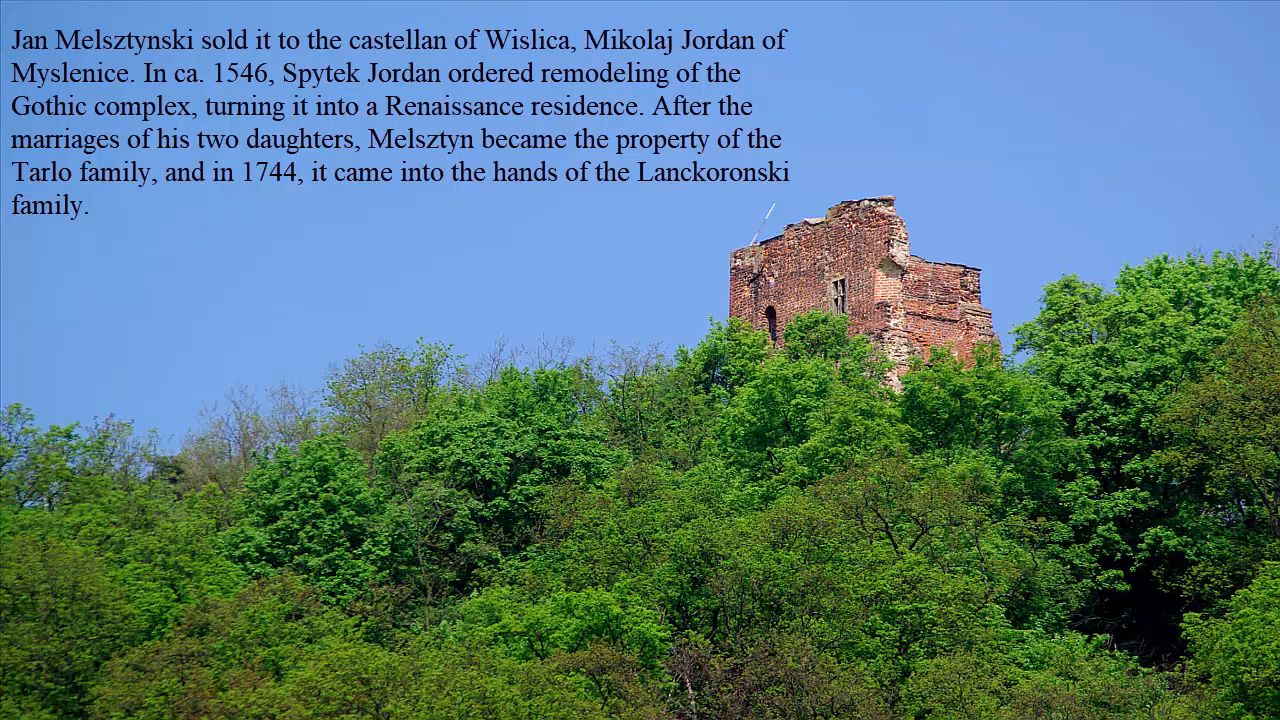 Jan Melsztynski sold it to the castellan of Wislica, Mikolaj Jordan of
Myslenice. In ca. 1546, Spytek Jordan ordered remodeling of the
Gothic complex, turning it into a Renaissance residence. After the
marriages of his two daughters, Melsztyn became the property of the
Tarlo family, and in 1744, it came into the hands of the Lanckoronski
family.